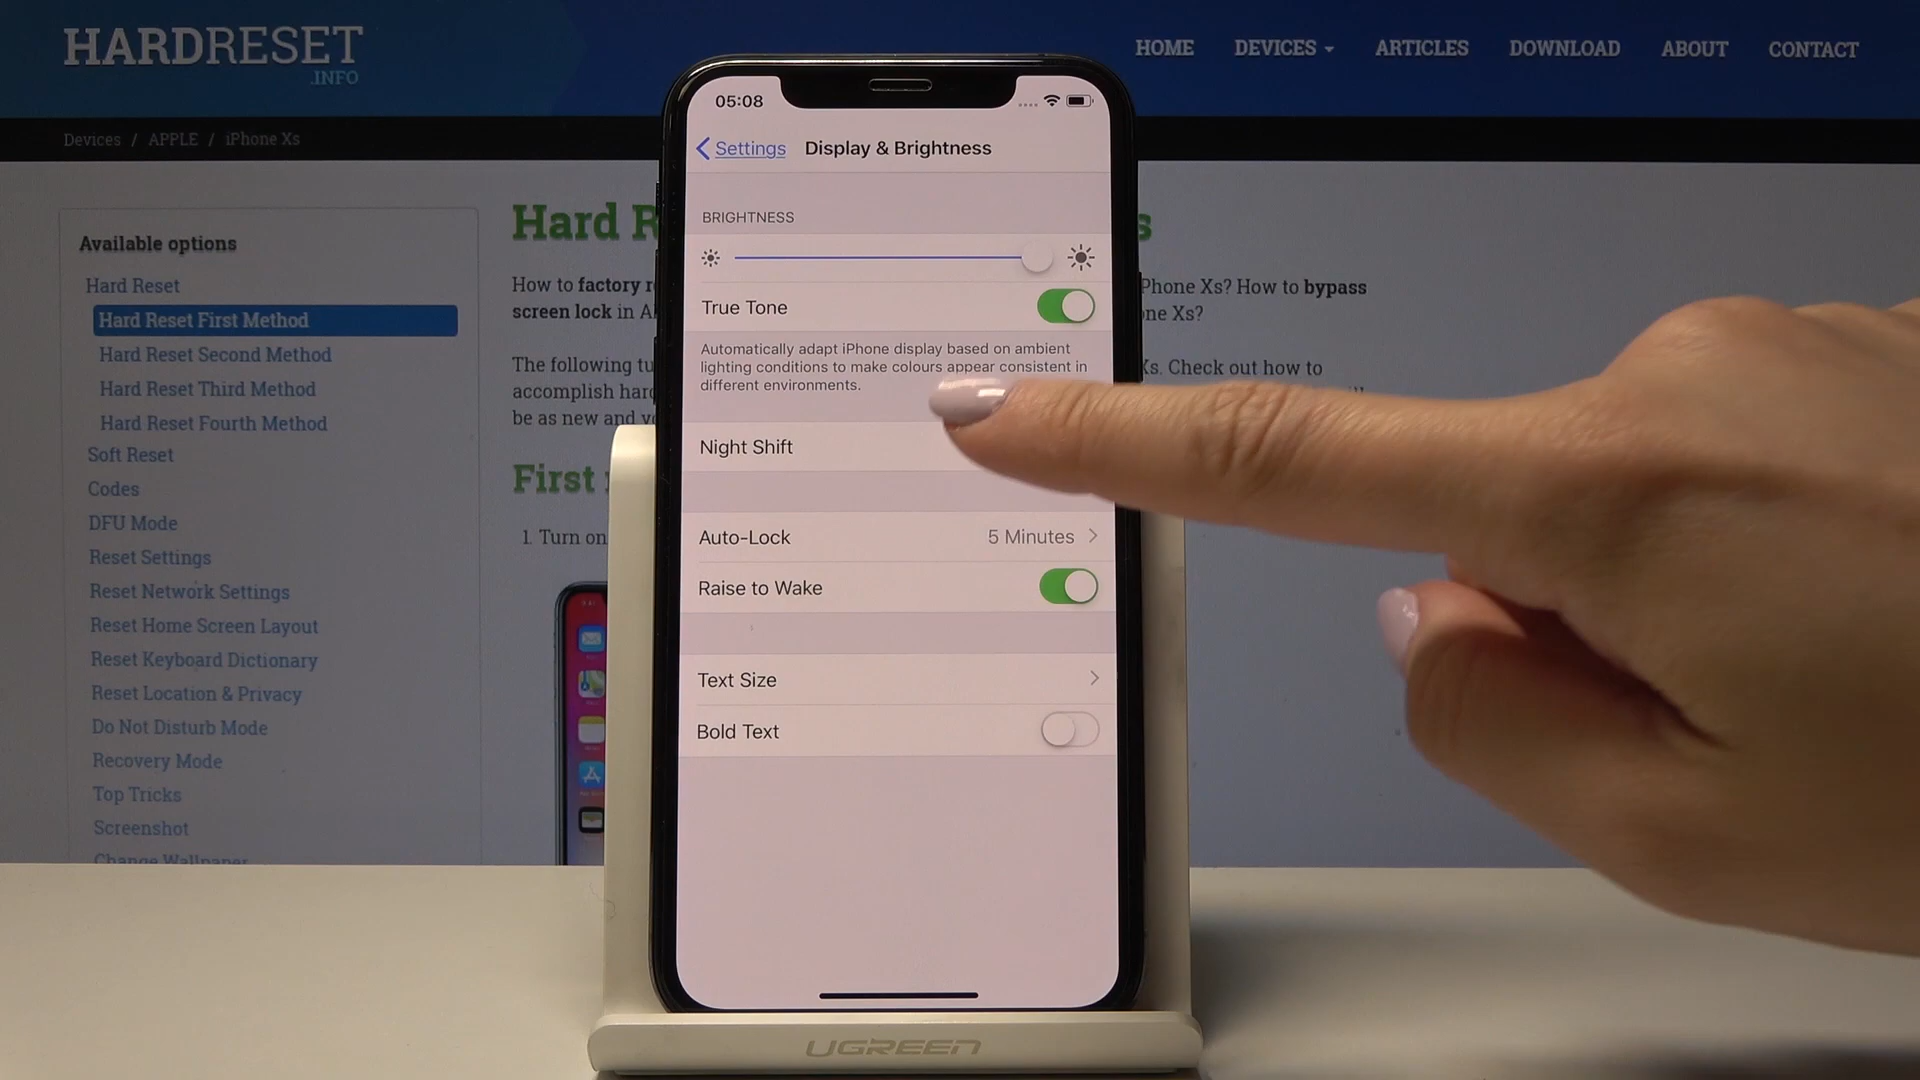 HARDRESET
.INFO
HOME DEVICES ARTICLES DOWNLOAD ABOUT CONTACT
Devices / APPLE / iPhone Xs
Available options
Hard Reset
Hard Reset First Method
Hard Reset Second Method
Hard Reset Third Method
Hard Reset Fourth Method
Soft Reset
Codes
DFU Mode
Reset Settings
Reset Network Settings
Reset Home Screen Layout
Reset Keyboard Dictionary
Reset Location & Privacy
Do Not Disturb Mode
Recovery Mode
Top Tricks
Screenshot
Change Wallpaper
Hard
How to factory
iPhone Xs? How to bypass
screen lock in
Xs?
The following
Xs. Check out how to
accomplish
be as new and
First
1. Turn on
05:08
Settings Display & Brightness
BRIGHTNESS
True Tone
Automatically adapt iPhone display based on ambient
lighting conditions to make colours appear consistent in
different environments.
Night Shift
Auto-Lock 5 Minutes
Raise to Wake
Text Size
Bold Text
UGREEN